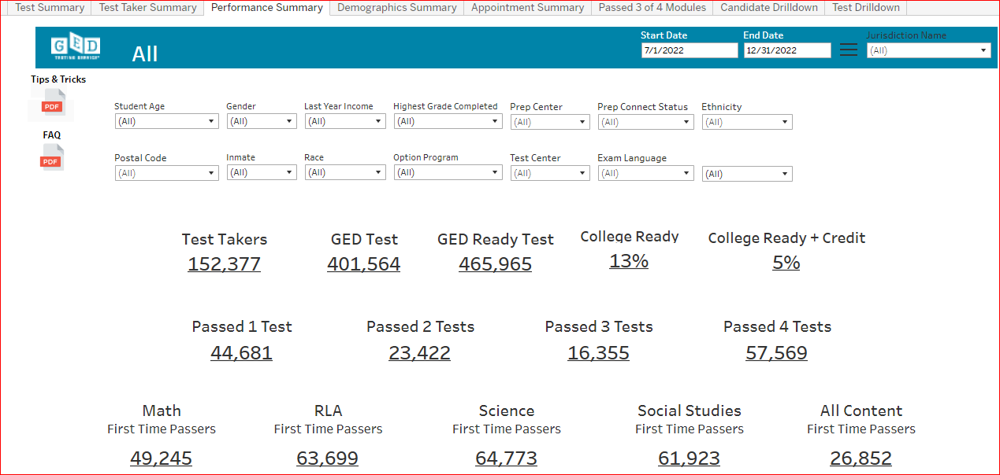 Test Summary Test Taker Summary Performance Summary Demographics Summary Appointment Summary Passed 3 of 4 Modules Candidate Drilldown Test Drilldown
GED
TESTING SERVICE
All
Start Date End Date Jurisdiction Name
7/1/2022 12/31/2022 (All)
Tips & Tricks
PDF
FAQ
PDF
Student Age Gender Last Year Income Highest Grade Completed Prep Center Prep Connect Status Ethnicity
(All) (All) (All) (All) (All) (All) (All)
Postal Code Inmate Race Option Program Test Center Exam Language
(All) (All) (All) (All) (All) (All) (All)
Test Takers GED Test GED Ready Test College Ready College Ready + Credit
152,377 401,564 465,965 13% 5%
Passed 1 Test Passed 2 Tests Passed 3 Tests Passed 4 Tests
44,681 23,422 16,355 57,569
Math RLA Science Social Studies All Content
First Time Passers First Time Passers First Time Passers First Time Passers First Time Passers
49,245 63,699 64,773 61,923 26,852